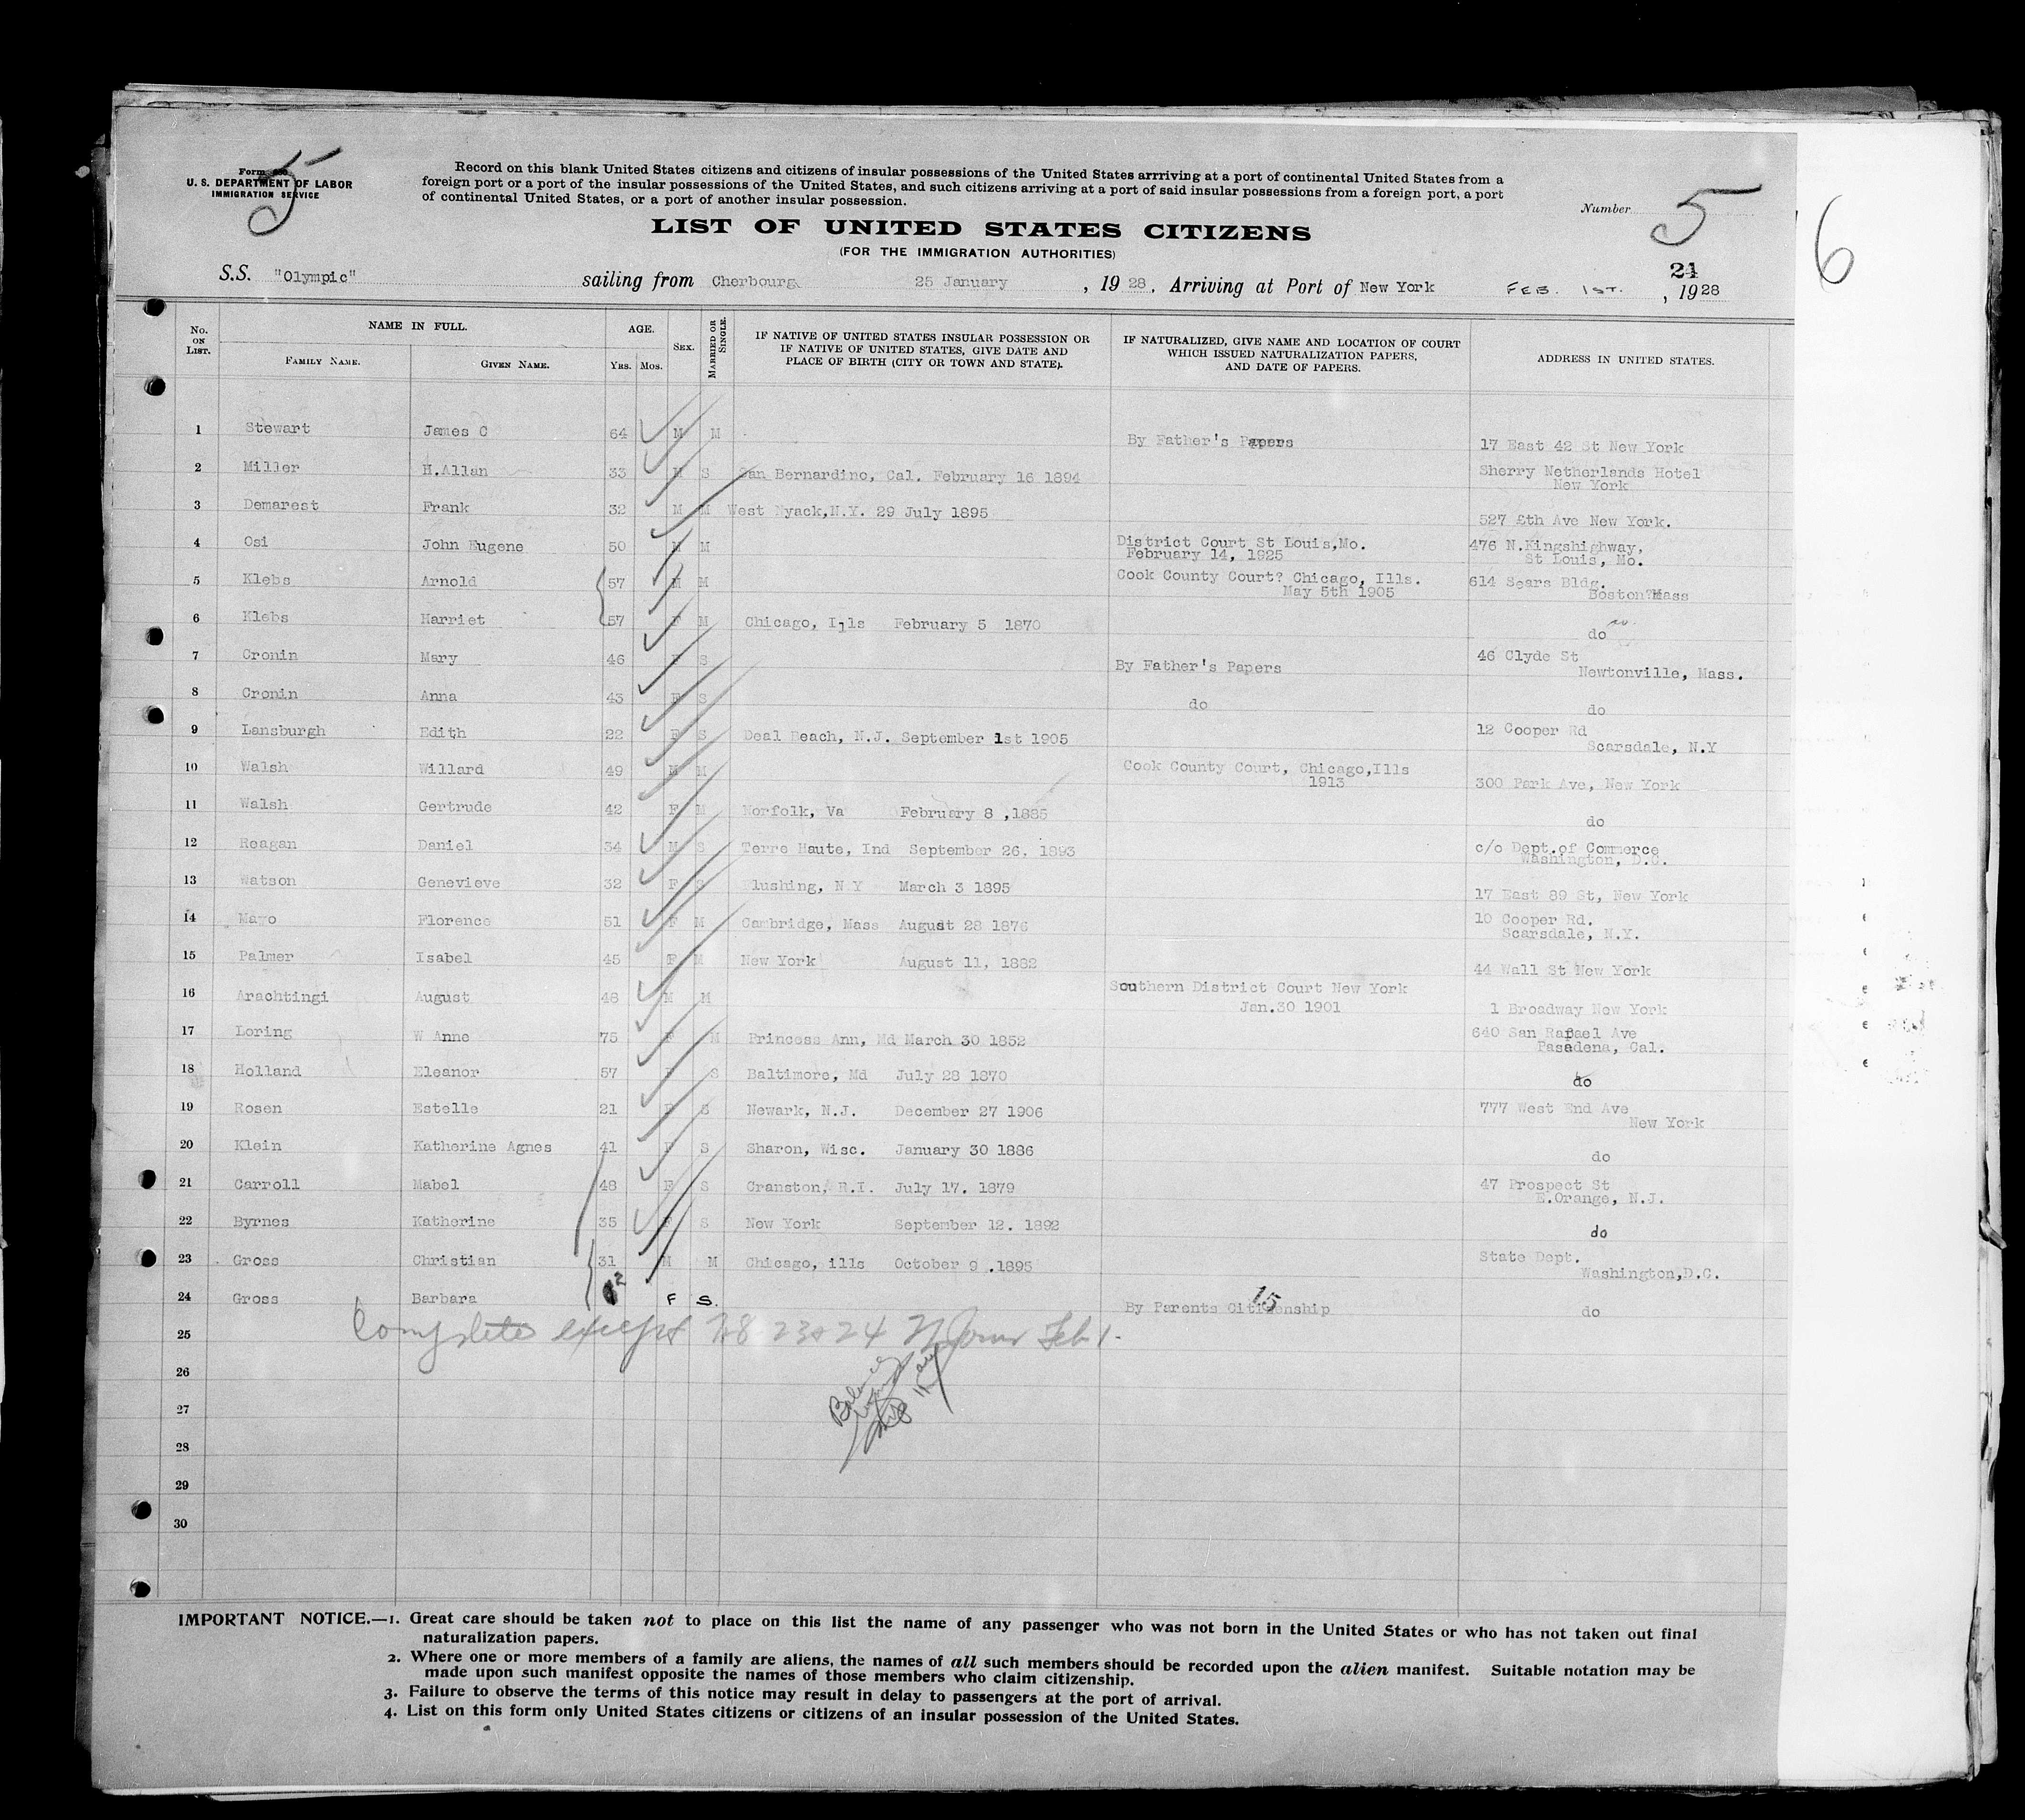 5
Form
U. S. DEPARTMENT OF LABOR
IMMIGRATION SERVICE
Record on this blank United States citizens and citizens of insular possessions of the United States arrriving at a port of continental United States from a
foreign port or a port of the insular possessions of the United States, and such citizens arriving at a port of said insular possessions from a foreign port, a port
of continental United States, or a port of another insular possession.
Number 5
6
LIST OF UNITED STATES CITIZENS
(FOR THE IMMIGRATION AUTHORITIES)
24
S.S. "Olympic" sailing from Cherbourg 25 January , 1928. Arriving at Port of New York FEB. 1ST. , 1928
No. ON LIST. NAME IN FULL. AGE. SEX. MARRIED OR SINGLE. IF NATIVE OF UNITED STATES INSULAR POSSESSION OR IF NATIVE OF UNITED STATES, GIVE DATE AND PLACE OF BIRTH (CITY OR TOWN AND STATE). IF NATURALIZED, GIVE NAME AND LOCATION OF COURT WHICH ISSUED NATURALIZATION PAPERS, AND DATE OF PAPERS. ADDRESS IN UNITED STATES.
FAMILY NAME. GIVEN NAME. YRS. MOS.
1 Stewart James C 64 M M By Father's Papers 17 East 42 St New York
2 Miller H.Allan 33 M S San Bernardino, Cal. February 16 1894 Sherry Netherlands Hotel
New York
3 Demarest Frank 32 M M West Nyack,N.Y. 29 July 1895 527 5th Ave New York.
4 Osi John Eugene 50 M M District Court St Louis,Mo. 476 N.Kingshighway,
February 14, 1925 St Louis, Mo.
5 Klebs Arnold 57 M M Cook County Court? Chicago, Ills. 614 Sears Bldg.
May 5th 1905 Boston?Mass
6 Klebs Harriet 57 F M Chicago, Ills February 5 1870 do
7 Cronin Mary 46 F S By Father's Papers 46 Clyde St
Newtonville, Mass.
8 Cronin Anna 43 F S do do
9 Lansburgh Edith 22 F S Deal Beach, N.J. September 1st 1905 12 Cooper Rd
Scarsdale, N.Y
10 Walsh Willard 49 M M Cook County Court, Chicago,Ills
1913 300 Park Ave, New York
11 Walsh Gertrude 42 F M Norfolk, Va February 8 ,1885 do
12 Reagan Daniel 34 M S Terre Haute, Ind September 26, 1893 c/o Dept.of Commerce
Washington, D.C.
13 Watson Genevieve 32 F S Flushing, N Y March 3 1895 17 East 89 St, New York
14 Mayo Florence 51 F M Cambridge, Mass August 28 1876 10 Cooper Rd.
Scarsdale, N.Y.
15 Palmer Isabel 45 F M New York August 11, 1882 44 Wall St New York
16 Arachtingi August 48 M M Southern District Court New York
Jan.30 1901 1 Broadway New York
17 Loring W Anne 75 F M Princess Ann, Md March 30 1852 640 San Rafael Ave
Pasadena, Cal.
18 Holland Eleanor 57 F S Baltimore, Md July 28 1870 do
19 Rosen Estelle 21 F S Newark, N.J. December 27 1906 777 West End Ave
New York
20 Klein Katherine Agnes 41 F S Sharon, Wisc. January 30 1886 do
21 Carroll Mabel 48 F S Cranston, R.I. July 17. 1879 47 Prospect St
E.Orange, N.J.
22 Byrnes Katherine 35 F S New York September 12. 1892 do
23 Gross Christian 31 M M Chicago, ills October 9 .1895 State Dept.
Washington,D.C.
24 Gross Barbara 2 F S. By Parents Citizenship 15 do
25 Complete except 7&8 23&24 Feb 1.
26
27
28
29
30
IMPORTANT NOTICE.—1. Great care should be taken not to place on this list the name of any passenger who was not born in the United States or who has not taken out final
naturalization papers.
2. Where one or more members of a family are aliens, the names of all such members should be recorded upon the alien manifest. Suitable notation may be
made upon such manifest opposite the names of those members who claim citizenship.
3. Failure to observe the terms of this notice may result in delay to passengers at the port of arrival.
4. List on this form only United States citizens or citizens of an insular possession of the United States.